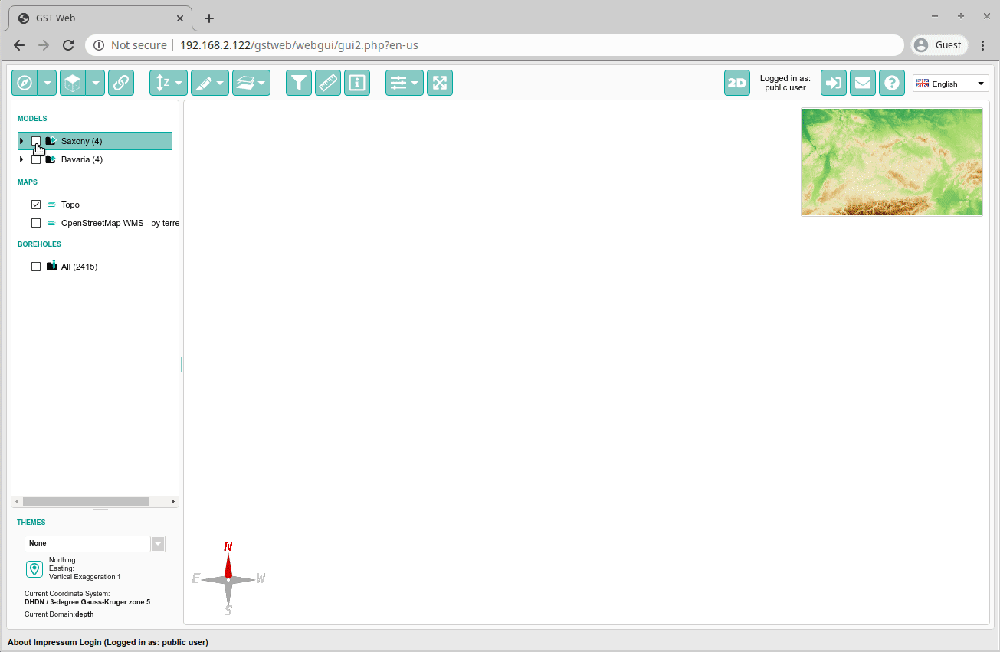 GST Web
Not secure 192.168.2.122/gstweb/webgui/gui2.php?en-us
Guest
Z
2D
Logged in as:
public user
English
MODELS
Saxony (4)
Bavaria (4)
MAPS
Topo
OpenStreetMap WMS - by terre
BOREHOLES
All (2415)
THEMES
None
Northing:
Easting:
Vertical Exaggeration 1
Current Coordinate System:
DHDN / 3-degree Gauss-Kruger zone 5
Current Domain:depth
N
E W
S
About Impressum Login (Logged in as: public user)